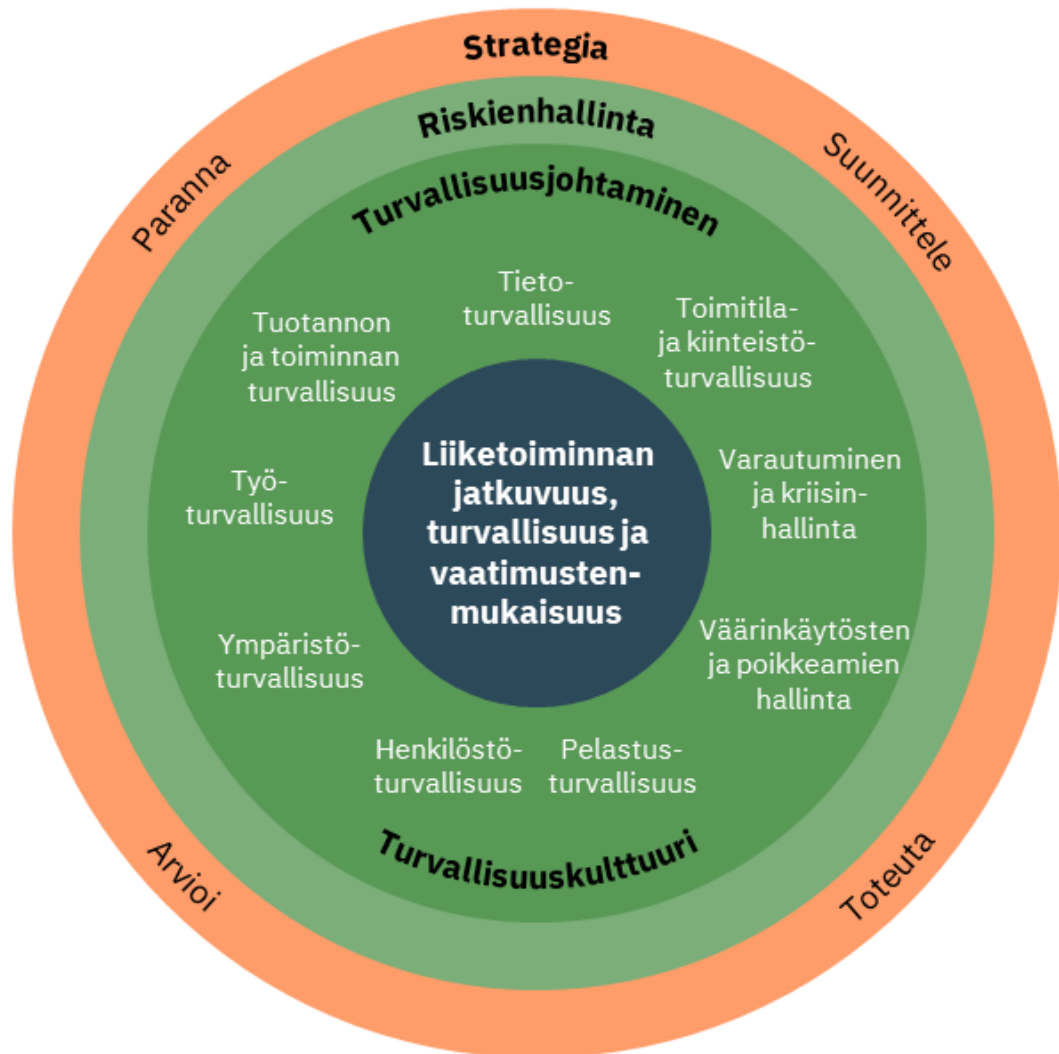 Strategia
Riskienhallinta
Turvallisuusjohtaminen
Paranna
Suunnittele
Tieto-
turvallisuus
Toimitila-
ja kiinteistö-
turvallisuus
Tuotannon
ja toiminnan
turvallisuus
Varautuminen
ja kriisin-
hallinta
Työ-
turvallisuus
Liiketoiminnan
jatkuvuus,
turvallisuus ja
vaatimusten-
mukaisuus
Väärinkäytösten
ja poikkeamien
hallinta
Ympäristö-
turvallisuus
Henkilöstö-
turvallisuus
Pelastus-
turvallisuus
Turvallisuuskulttuuri
Arvioi
Toteuta